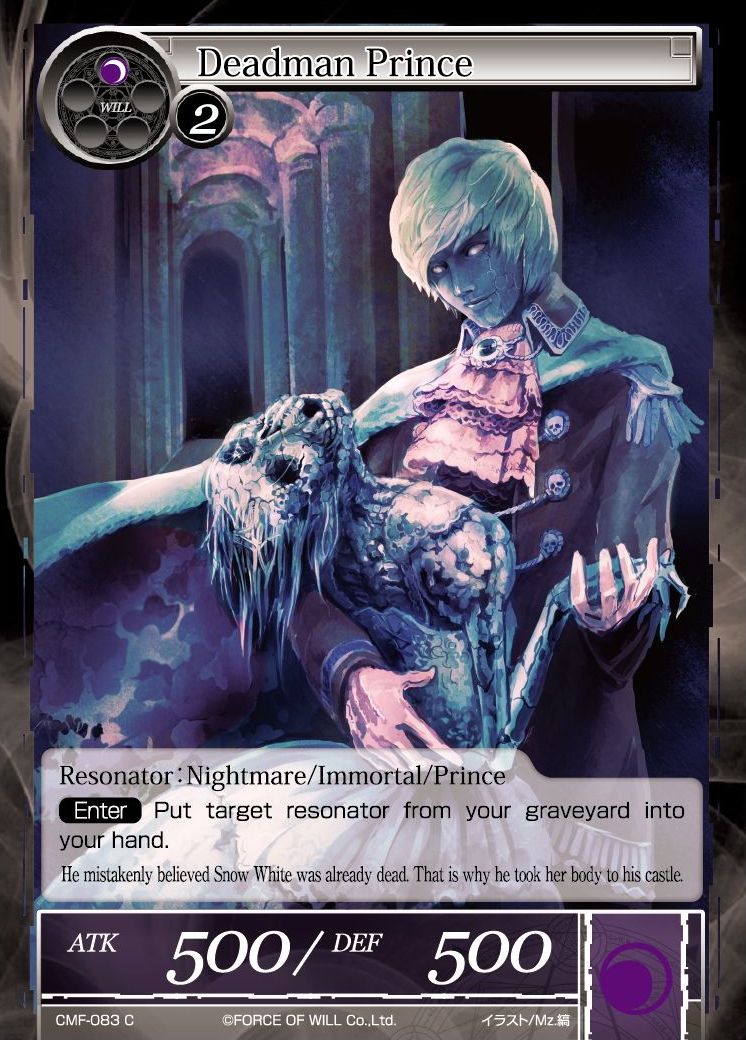 Deadman Prince
WILL
2
Resonator:Nightmare/Immortal/Prince
Enter Put target resonator from your graveyard into
your hand.
He mistakenly believed Snow White was already dead. That is why he took her body to his castle.
ATK 500/ DEF 500
CMF-083 C ©FORCE OF WILL Co.,Ltd. イラスト/Mz.縞